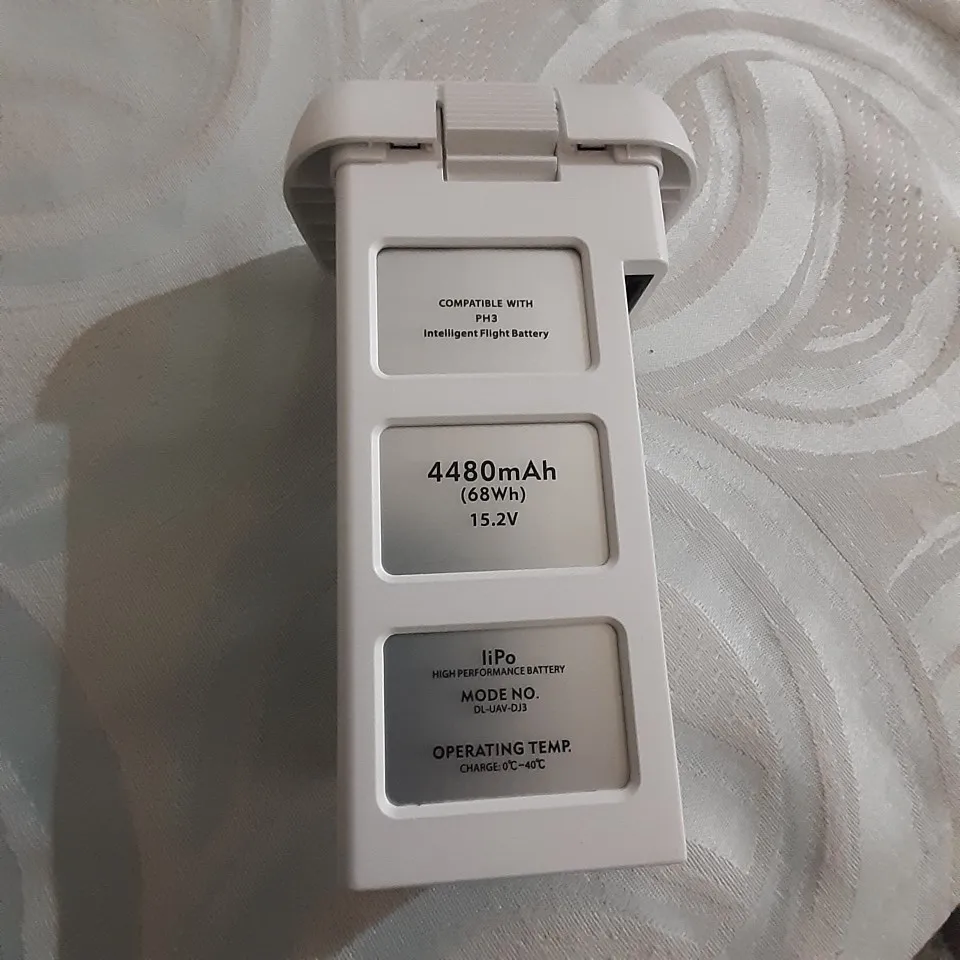 COMPATIBLE WITH
PH3
Intelligent Flight Battery
4480mAh
(68Wh)
15.2V
liPo
HIGH PERFORMANCE BATTERY
MODE NO.
DL-UAV-DJ3
OPERATING TEMP.
CHARGE: 0℃-40℃